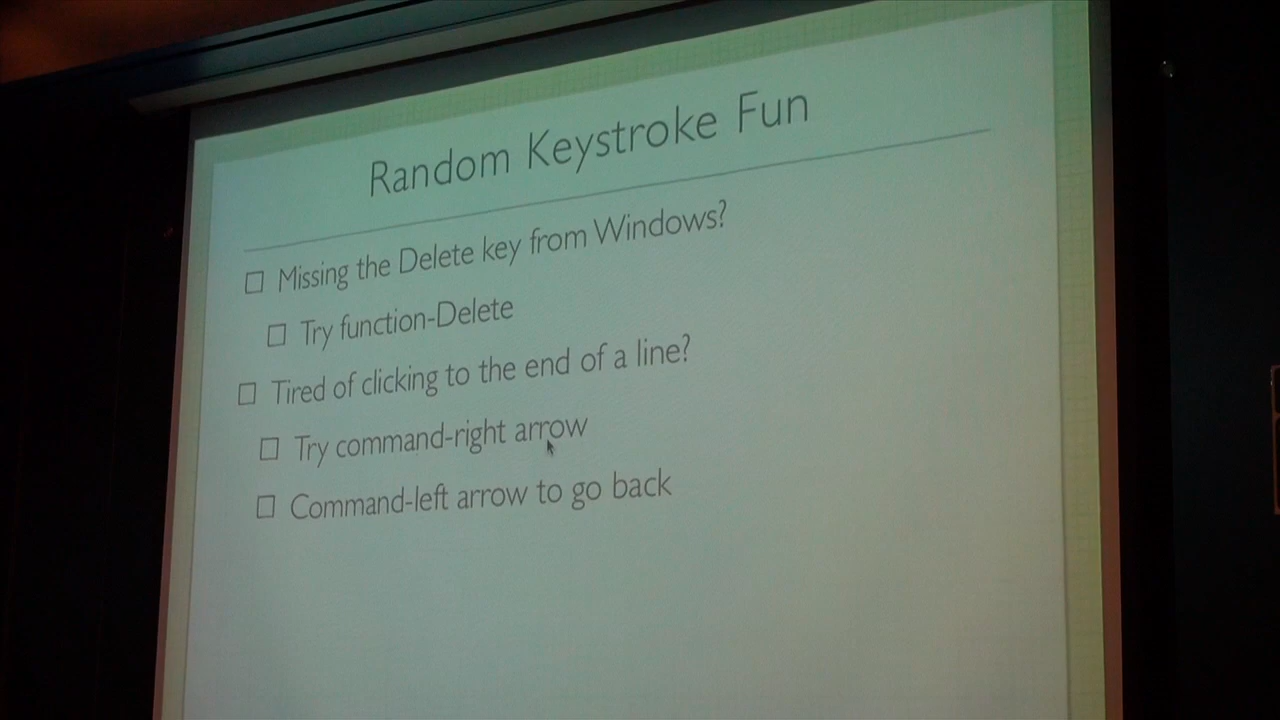 Random Keystroke Fun
Missing the Delete key from Windows?
Try function-Delete
Tired of clicking to the end of a line?
Try command-right arrow
Command-left arrow to go back